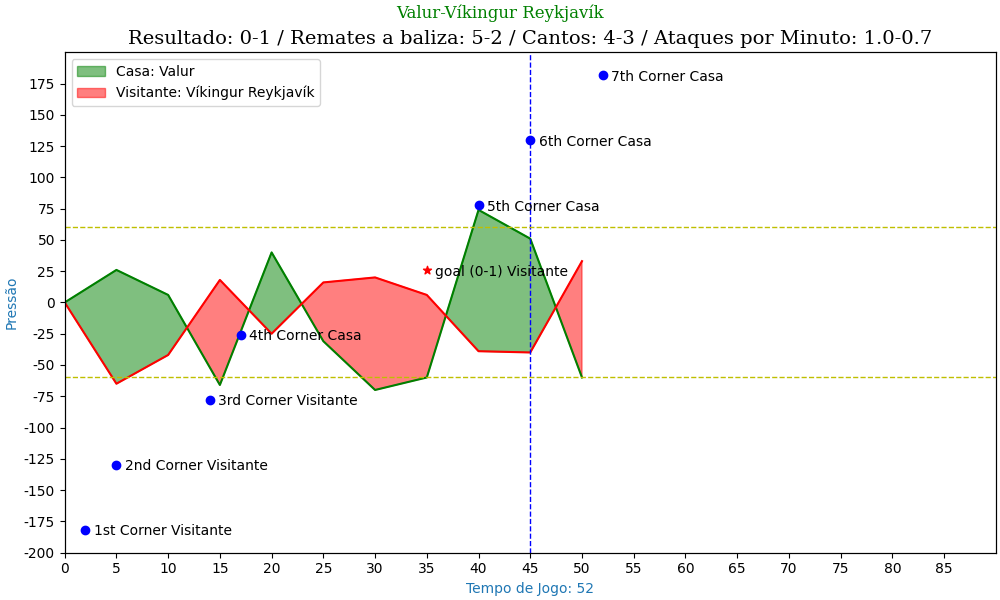 Valur-Víkingur Reykjavík
Resultado: 0-1 / Remates a baliza: 5-2 / Cantos: 4-3 / Ataques por Minuto: 1.0-0.7
Casa: Valur
Visitante: Víkingur Reykjavík
7th Corner Casa
6th Corner Casa
5th Corner Casa
goal (0-1) Visitante
4th Corner Casa
3rd Corner Visitante
2nd Corner Visitante
1st Corner Visitante
Pressão
175
150
125
100
75
50
25
0
-25
-50
-75
-100
-125
-150
-175
-200
0 5 10 15 20 25 30 35 40 45 50 55 60 65 70 75 80 85
Tempo de Jogo: 52